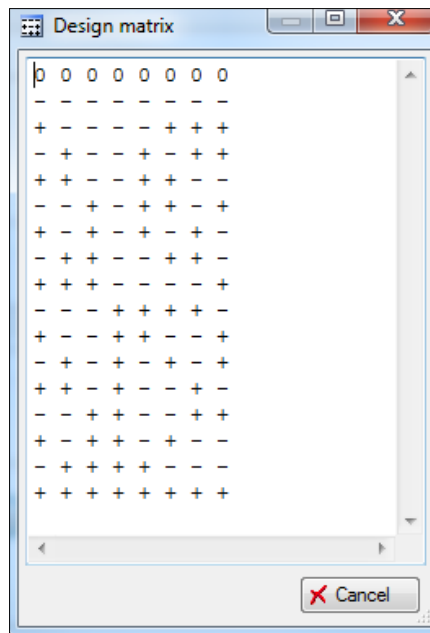 Design matrix
0 0 0 0 0 0 0 0
− − − − − − − −
+ − − − − + + +
− + − − + − + +
+ + − − + + − −
− − + − + + − +
+ − + − + − + −
− + + − − + + −
+ + + − − − − +
− − − + + + + −
+ − − + + − − +
− + − + − + − +
+ + − + − − + −
− − + + − − + +
+ − + + − + − −
− + + + + − − −
+ + + + + + + +
Cancel